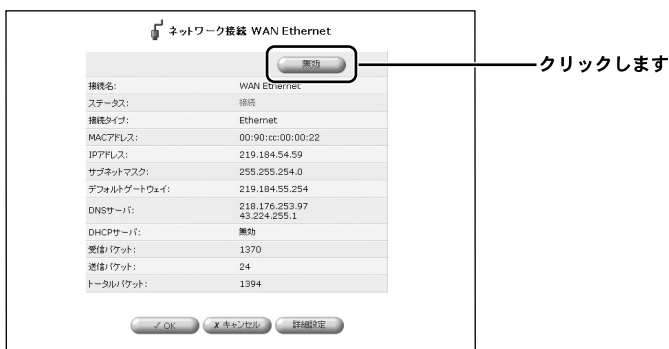 ネットワーク接続 WAN Ethernet
無効
クリックします
接続名: WAN Ethernet
ステータス: 接続
接続タイプ: Ethernet
MACアドレス: 00:90:cc:00:00:22
IPアドレス: 219.184.54.59
サブネットマスク: 255.255.254.0
デフォルトゲートウェイ: 219.184.55.254
DNSサーバ: 218.176.253.97
43.224.255.1
DHCPサーバ: 無効
受信パケット: 1370
送信パケット: 24
トータルパケット: 1394
✓ OK ✗ キャンセル 詳細設定